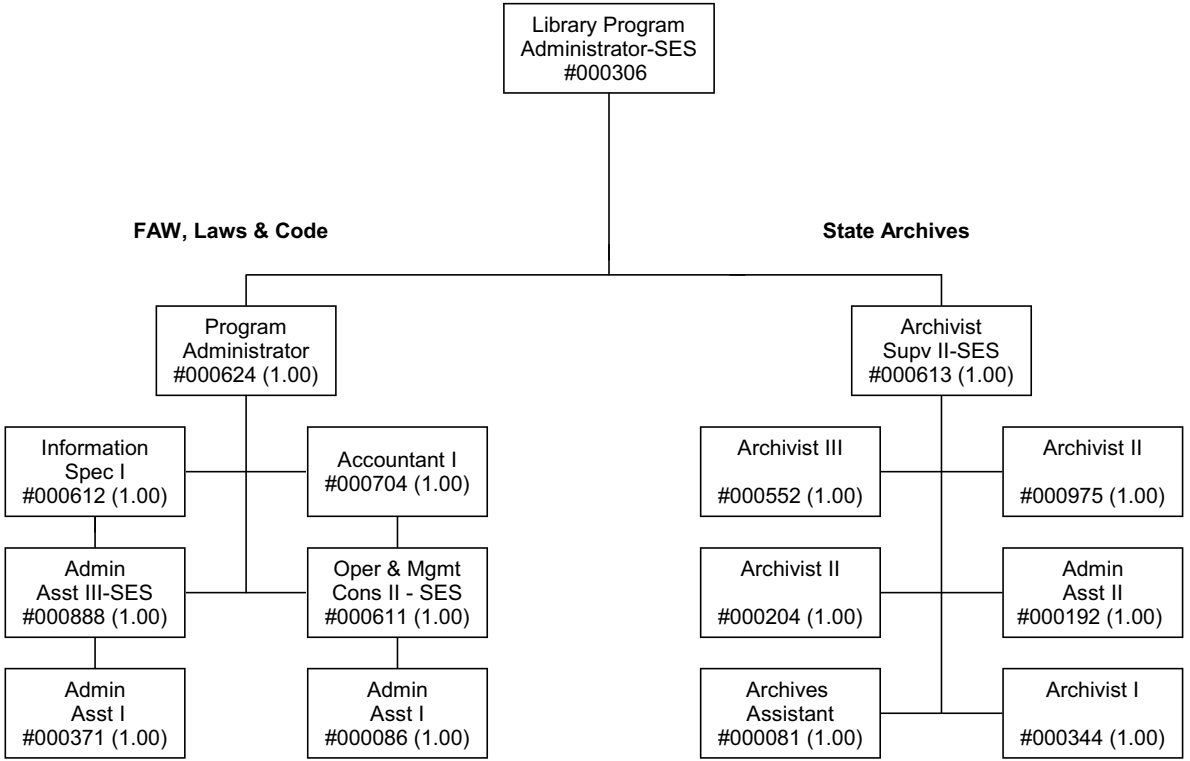 Library Program
Administrator-SES
#000306
FAW, Laws & Code
State Archives
Program
Administrator
#000624 (1.00)
Archivist
Supv II-SES
#000613 (1.00)
Information
Spec I
#000612 (1.00)
Accountant I
#000704 (1.00)
Archivist III
#000552 (1.00)
Archivist II
#000975 (1.00)
Admin
Asst III-SES
#000888 (1.00)
Oper & Mgmt
Cons II - SES
#000611 (1.00)
Archivist II
#000204 (1.00)
Admin
Asst II
#000192 (1.00)
Admin
Asst I
#000371 (1.00)
Admin
Asst I
#000086 (1.00)
Archives
Assistant
#000081 (1.00)
Archivist I
#000344 (1.00)